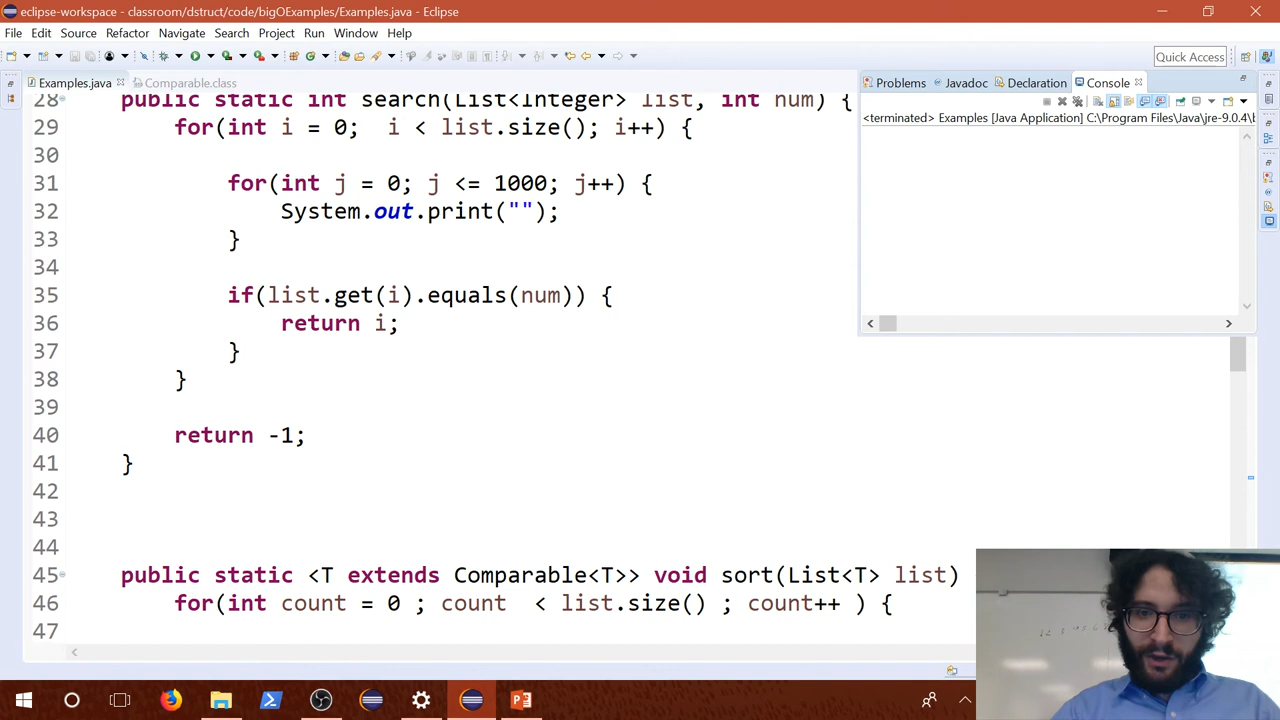 eclipse-workspace - classroom/dstruct/code/bigOExamples/Examples.java - Eclipse
File Edit Source Refactor Navigate Search Project Run Window Help
Quick Access
Examples.java Comparable.class
Problems Javadoc Declaration Console
<terminated> Examples [Java Application] C:\Program Files\Java\jre-9.0.4\b
28 public static int search(List<Integer> list, int num) {
29 for(int i = 0; i < list.size(); i++) {
30
31 for(int j = 0; j <= 1000; j++) {
32 System.out.print("");
33 }
34
35 if(list.get(i).equals(num)) {
36 return i;
37 }
38 }
39
40 return -1;
41 }
42
43
44
45 public static <T extends Comparable<T>> void sort(List<T> list)
46 for(int count = 0 ; count < list.size() ; count++ ) {
47